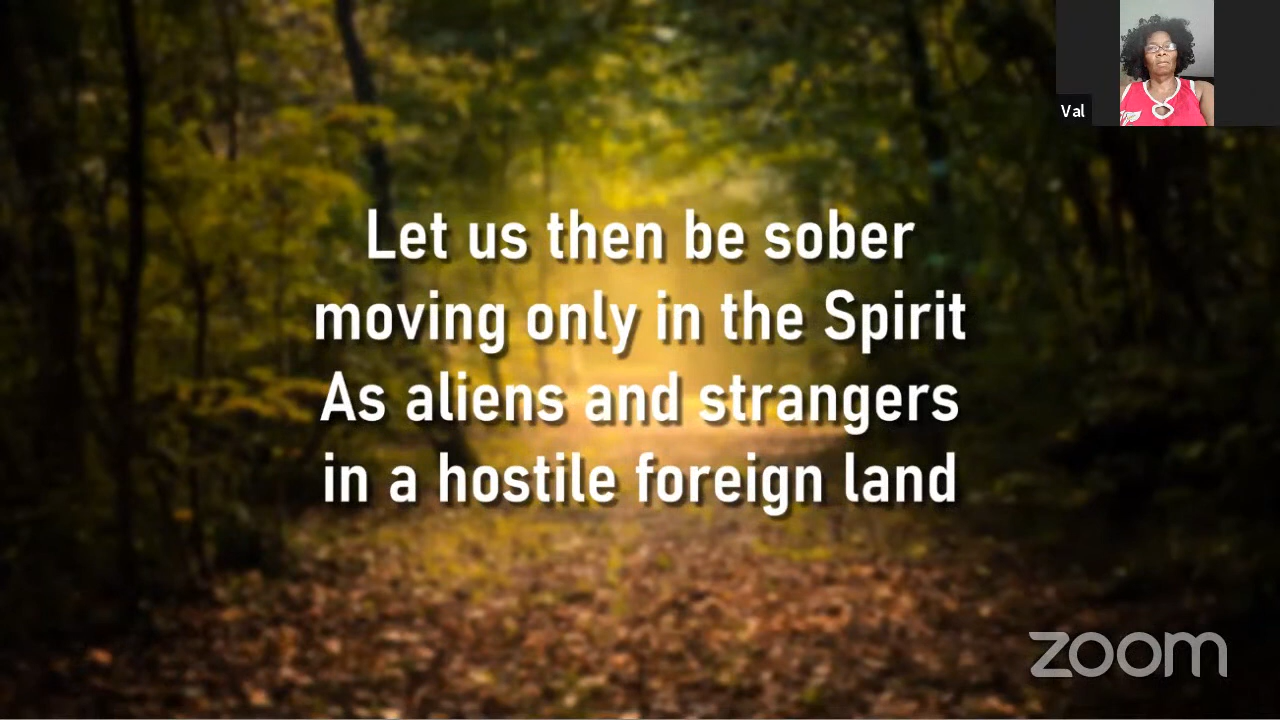 Val
Let us then be sober
moving only in the Spirit
As aliens and strangers
in a hostile foreign land
zoom